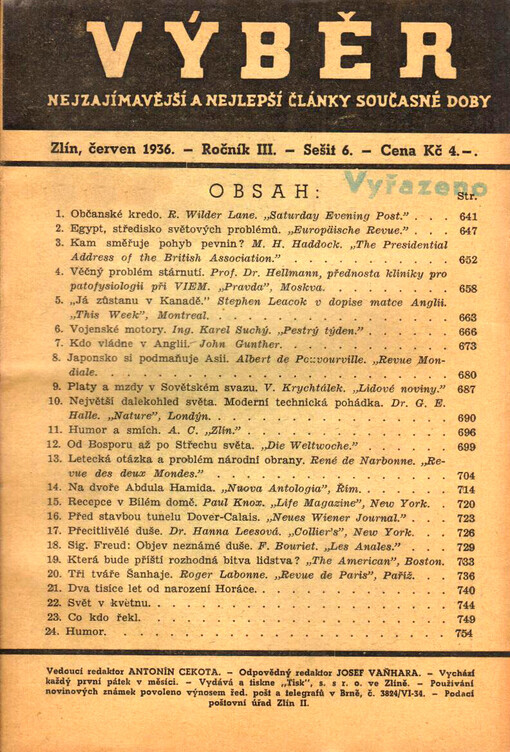 VÝBĚR
NEJZAJÍMAVĚJŠÍ A NEJLEPŠÍ ČLÁNKY SOUČASNÉ DOBY
Zlín, červen 1936. – Ročník III. – Sešit 6. – Cena Kč 4.–.
OBSAH:
Vyřazeno
Str.
1. Občanské kredo. R. Wilder Lane. „Saturday Evening Post.” . . . . 641
2. Egypt, středisko světových problémů. „Europäische Revue.” . . . . 647
3. Kam směřuje pohyb pevnin? M. H. Haddock. „The Presidential
Address of the British Association.” . . . . 652
4. Věčný problém stárnutí. Prof. Dr. Hellmann, přednosta kliniky pro
patofysiologii při VIEM. „Pravda”, Moskva. . . . . 658
5. „Já zůstanu v Kanadě.” Stephen Leacok v dopise matce Anglii.
„This Week”, Montreal. . . . . 663
6. Vojenské motory. Ing. Karel Suchý. „Pestrý týden.” . . . . 666
7. Kdo vládne v Anglii. John Gunther. . . . . 673
8. Japonsko si podmaňuje Asii. Albert de Pouvourville. „Revue Mon-
diale. . . . . 680
9. Platy a mzdy v Sovětském svazu. V. Krychtálek. „Lidové noviny.” 687
10. Největší dalekohled světa. Moderní technická pohádka. Dr. G. E.
Halle. „Nature”, Londýn. . . . . 690
11. Humor a smích. A. C. „Zlín.” . . . . 696
12. Od Bosporu až po Střechu světa. „Die Weltwoche.” . . . . 699
13. Letecká otázka a problém národní obrany. René de Narbonne. „Re-
vue des deux Mondes.” . . . . 704
14. Na dvoře Abdula Hamida. „Nuova Antologia”, Řím. . . . . 714
15. Recepce v Bílém domě. Paul Knox. „Life Magazine”, New York. 720
16. Před stavbou tunelu Dover-Calais. „Neues Wiener Journal.” . . . . 723
17. Přecitlivělé duše. Dr. Hanna Leesová. „Collier's”, New York. . . . . 726
18. Sig. Freud: Objev neznámé duše. F. Bouriet. „Les Anales.” . . . . 729
19. Která bude příští rozhodná bitva lidstva? „The American”, Boston. 733
20. Tři tváře Šanhaje. Roger Labonne. „Revue de Paris”, Paříž. . . . . 736
21. Dva tisíce let od narození Horáce. . . . . 740
22. Svět v květnu. . . . . 744
23. Co kdo řekl. . . . . 749
24. Humor. . . . . 754
Vedoucí redaktor ANTONÍN CEKOTA. – Odpovědný redaktor JOSEF VAŇHARA. – Vychází
každý první pátek v měsíci. – Vydává a tiskne „Tisk”, s. s r. o. ve Zlíně. – Používání
novinových známek povoleno výnosem řed. pošt a telegrafů v Brně, č. 3824/VI-34. – Podací
poštovní úřad Zlín II.